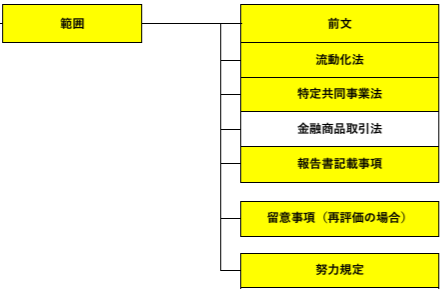 範囲
前文
流動化法
特定共同事業法
金融商品取引法
報告書記載事項
留意事項（再評価の場合）
努力規定